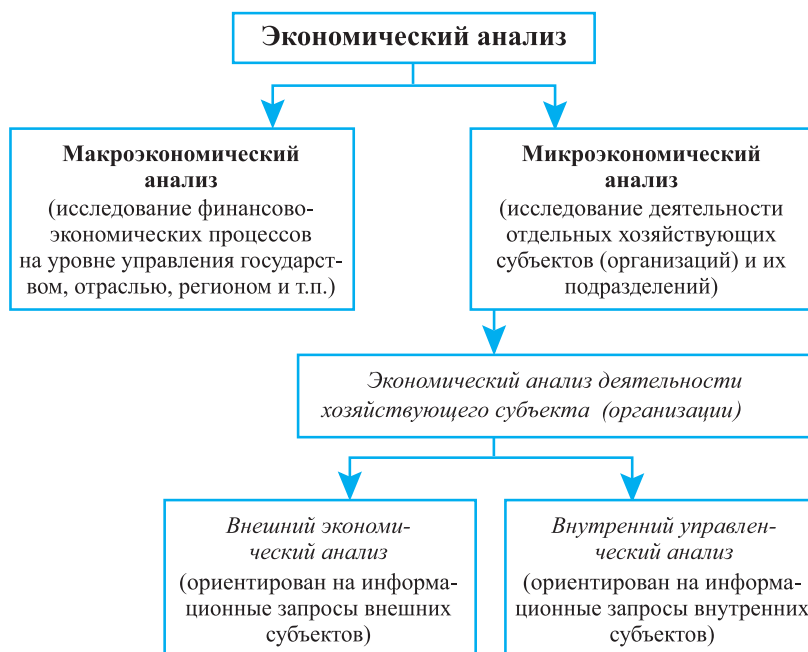 Экономический анализ
Макроэкономический
анализ
(исследование финансово-
экономических процессов
на уровне управления государст-
вом, отраслью, регионом и т.п.)
Микроэкономический
анализ
(исследование деятельности
отдельных хозяйствующих
субъектов (организаций) и их
подразделений)
Экономический анализ деятельности
хозяйствующего субъекта (организации)
Внешний экономи-
ческий анализ
(ориентирован на информа-
ционные запросы внешних
субъектов)
Внутренний управлен-
ческий анализ
(ориентирован на информа-
ционные запросы внутренних
субъектов)